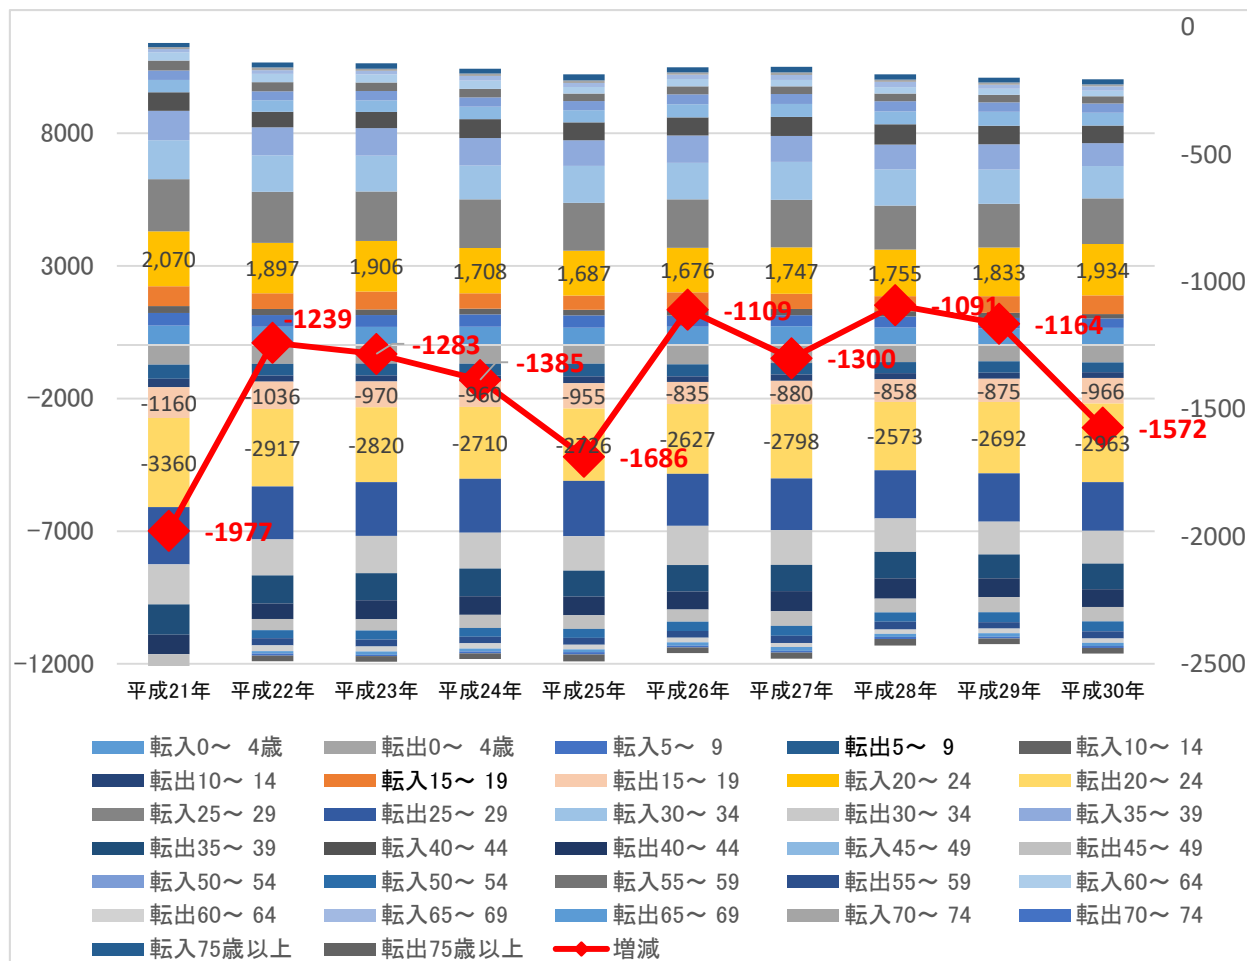 0
8000
-500
2,070 1,897 1,906 1,708 1,687 1,676 1,747 1,755 1,833 1,934
3000
-1000
-1239 -1283 -1385 -1109 -1300 -1091 -1164
-2000
-1160 -1036 -970 -960 -955 -835 -880 -858 -875 -966
-1500
-3360 -2917 -2820 -2710 -2726 -2627 -2798 -2573 -2692 -2963
-1686 -1572
-1977
-7000
-2000
-12000
-2500
平成21年 平成22年 平成23年 平成24年 平成25年 平成26年 平成27年 平成28年 平成29年 平成30年
転入0〜 4歳 転出0〜 4歳 転入5〜 9 転出5〜 9 転入10〜 14
転出10〜 14 転入15〜 19 転出15〜 19 転入20〜 24 転出20〜 24
転入25〜 29 転出25〜 29 転入30〜 34 転出30〜 34 転入35〜 39
転出35〜 39 転入40〜 44 転出40〜 44 転入45〜 49 転出45〜 49
転入50〜 54 転入50〜 54 転入55〜 59 転出55〜 59 転入60〜 64
転出60〜 64 転入65〜 69 転出65〜 69 転入70〜 74 転出70〜 74
転入75歳以上 転出75歳以上 増減